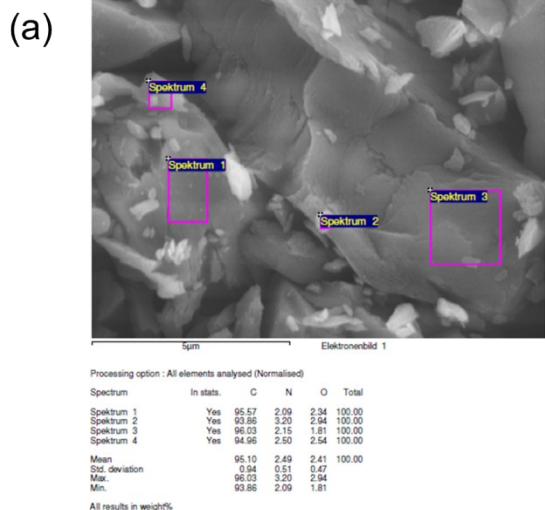 (a)
Spektrum 4
Spektrum 1
Spektrum 3
Spektrum 2
5µm Elektronenbild 1
Processing option : All elements analysed (Normalised)
Spectrum In stats. C N O Total
Spektrum 1 Yes 95.57 2.09 2.34 100.00
Spektrum 2 Yes 93.86 3.20 2.94 100.00
Spektrum 3 Yes 96.03 2.15 1.81 100.00
Spektrum 4 Yes 94.96 2.50 2.54 100.00
Mean 95.10 2.49 2.41 100.00
Std. deviation 0.94 0.51 0.47
Max. 96.03 3.20 2.94
Min. 93.86 2.09 1.81
All results in weight%